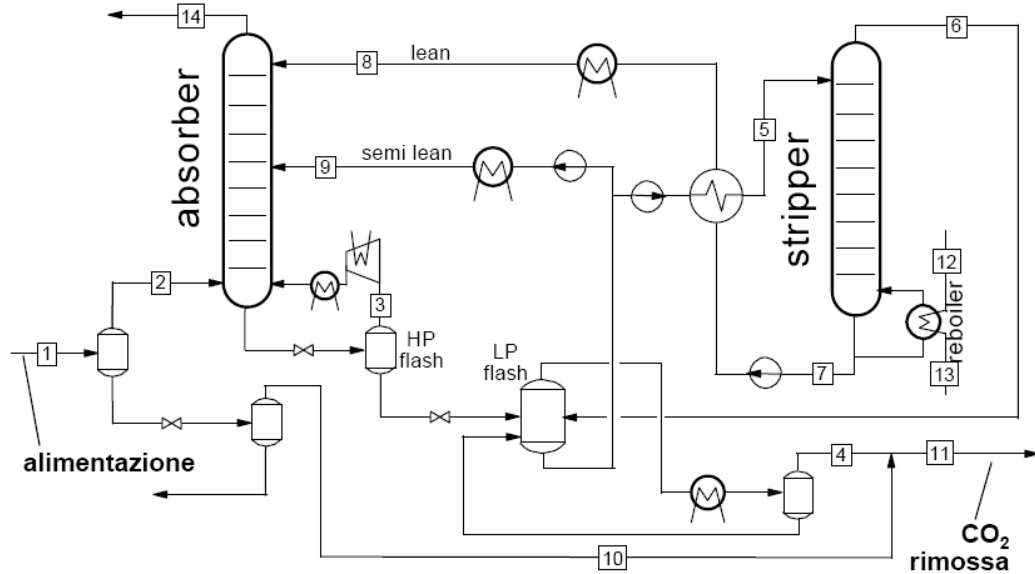 14
6
lean
8
5
semi lean
9
absorber
stripper
2
12
3
HP
flash
LP
flash
reboiler
1
7
13
alimentazione
4
11
CO2
rimossa
10